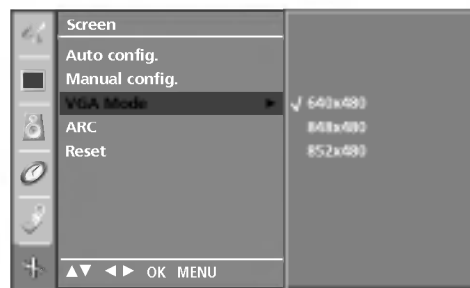 Screen
Auto config.
Manual config.
VGA Mode
640x480
848x480
852x480
ARC
Reset
OK MENU